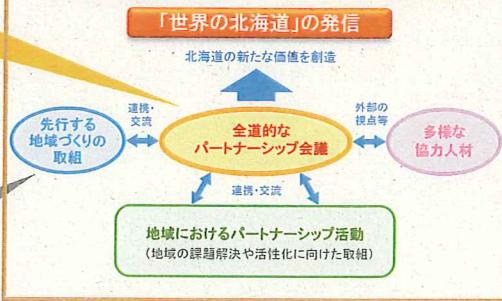 「世界の北海道」の発信
北海道の新たな価値を創造
先行する
地域づくりの
取組
連携・
交流
全道的な
パートナーシップ会議
外部の
視点等
多様な
協力人材
連携・交流
地域におけるパートナーシップ活動
(地域の課題解決や活性化に向けた取組)